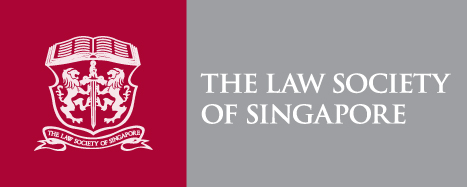 THE LAW SOCIETY OF SINGAPORE
THE LAW SOCIETY
OF SINGAPORE